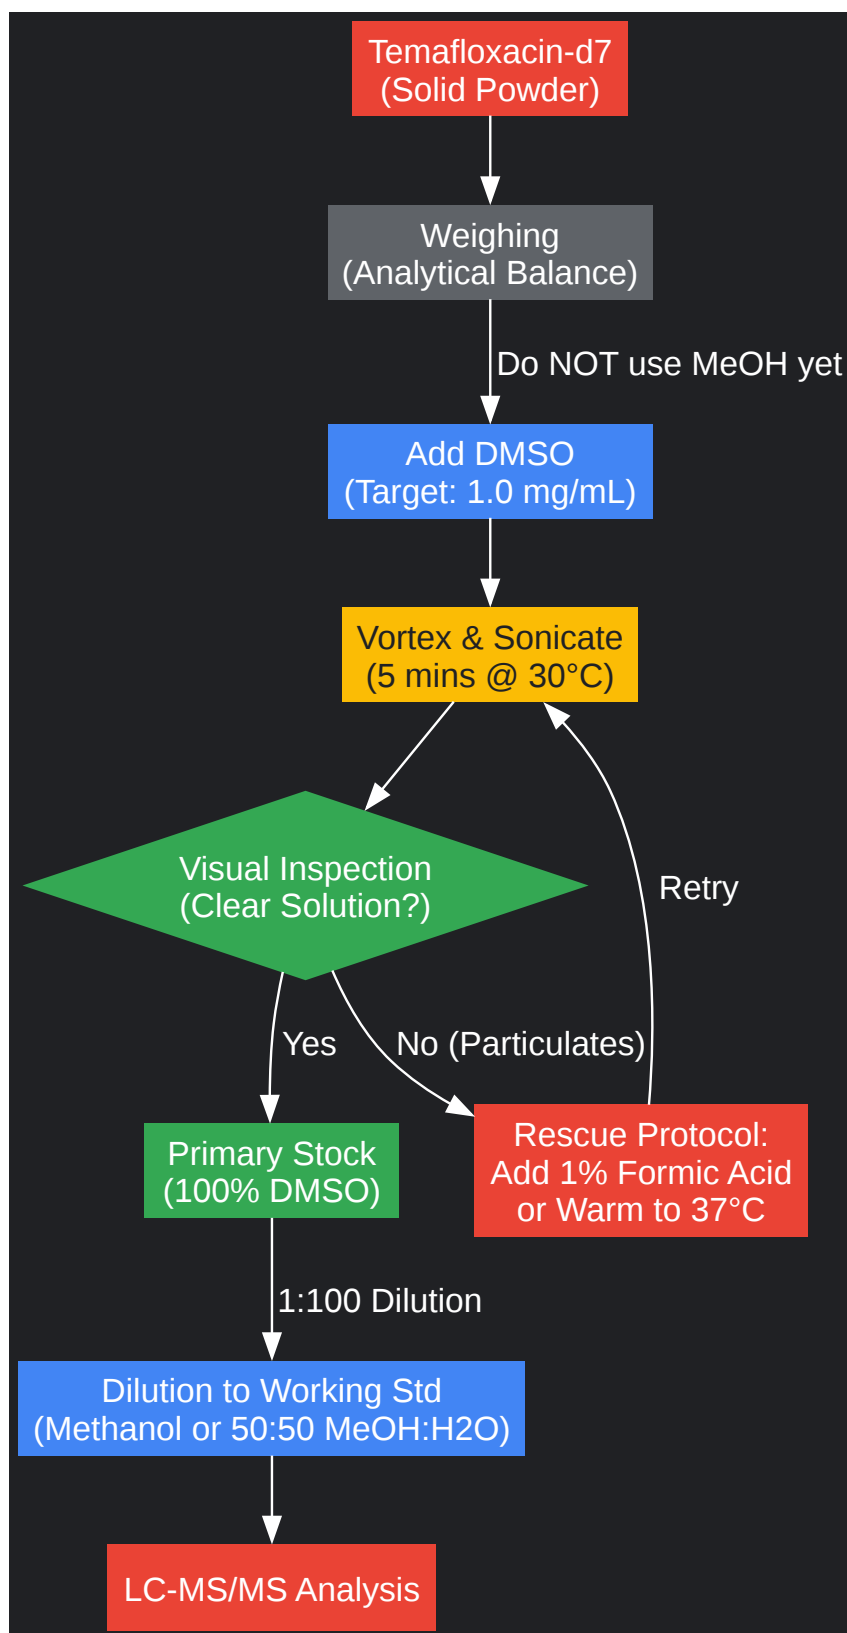 Temafloxacin-d7
(Solid Powder)
Weighing
(Analytical Balance)
Do NOT use MeOH yet
Add DMSO
(Target: 1.0 mg/mL)
Vortex & Sonicate
(5 mins @ 30°C)
Visual Inspection
(Clear Solution?)
Retry
Yes
No (Particulates)
Primary Stock
(100% DMSO)
Rescue Protocol:
Add 1% Formic Acid
or Warm to 37°C
1:100 Dilution
Dilution to Working Std
(Methanol or 50:50 MeOH:H2O)
LC-MS/MS Analysis